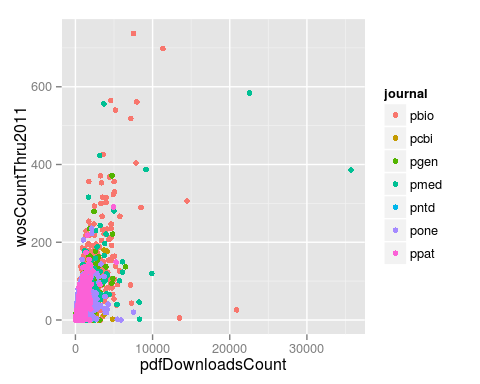 wosCountThru2011
600
400
200
0
0 10000 20000 30000
pdfDownloadsCount
journal
pbio
pcbi
pgen
pmed
pntd
pone
ppat